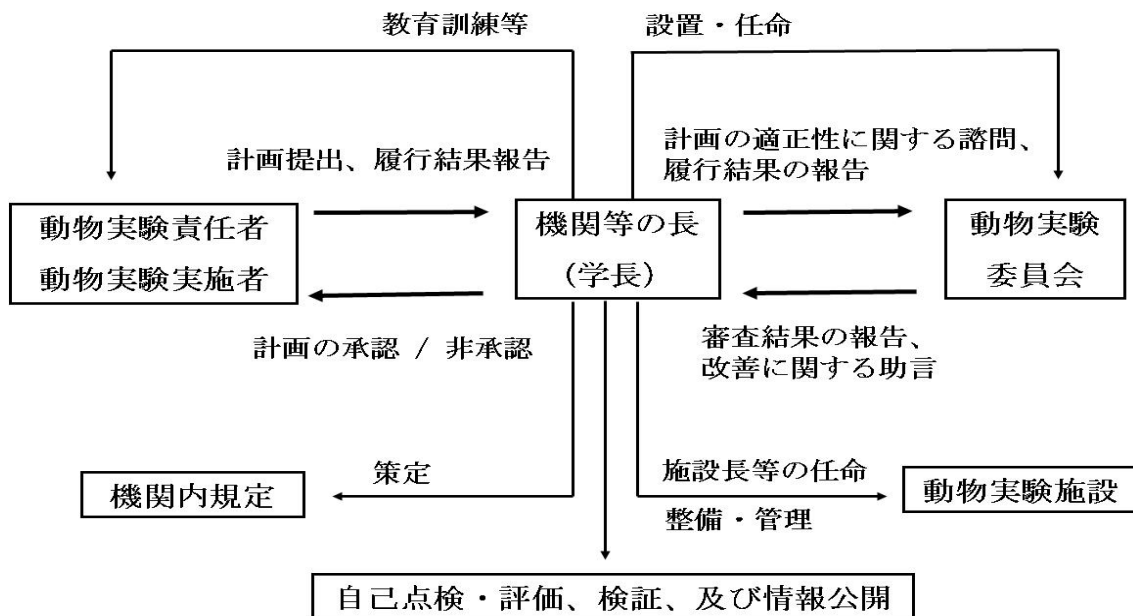 教育訓練等
設置・任命
計画提出、履行結果報告
計画の適正性に関する諮問、
履行結果の報告
動物実験責任者
動物実験実施者
機関等の長
(学長)
動物実験
委員会
計画の承認 / 非承認
審査結果の報告、
改善に関する助言
策定
機関内規定
施設長等の任命
整備・管理
動物実験施設
自己点検・評価、検証、及び情報公開